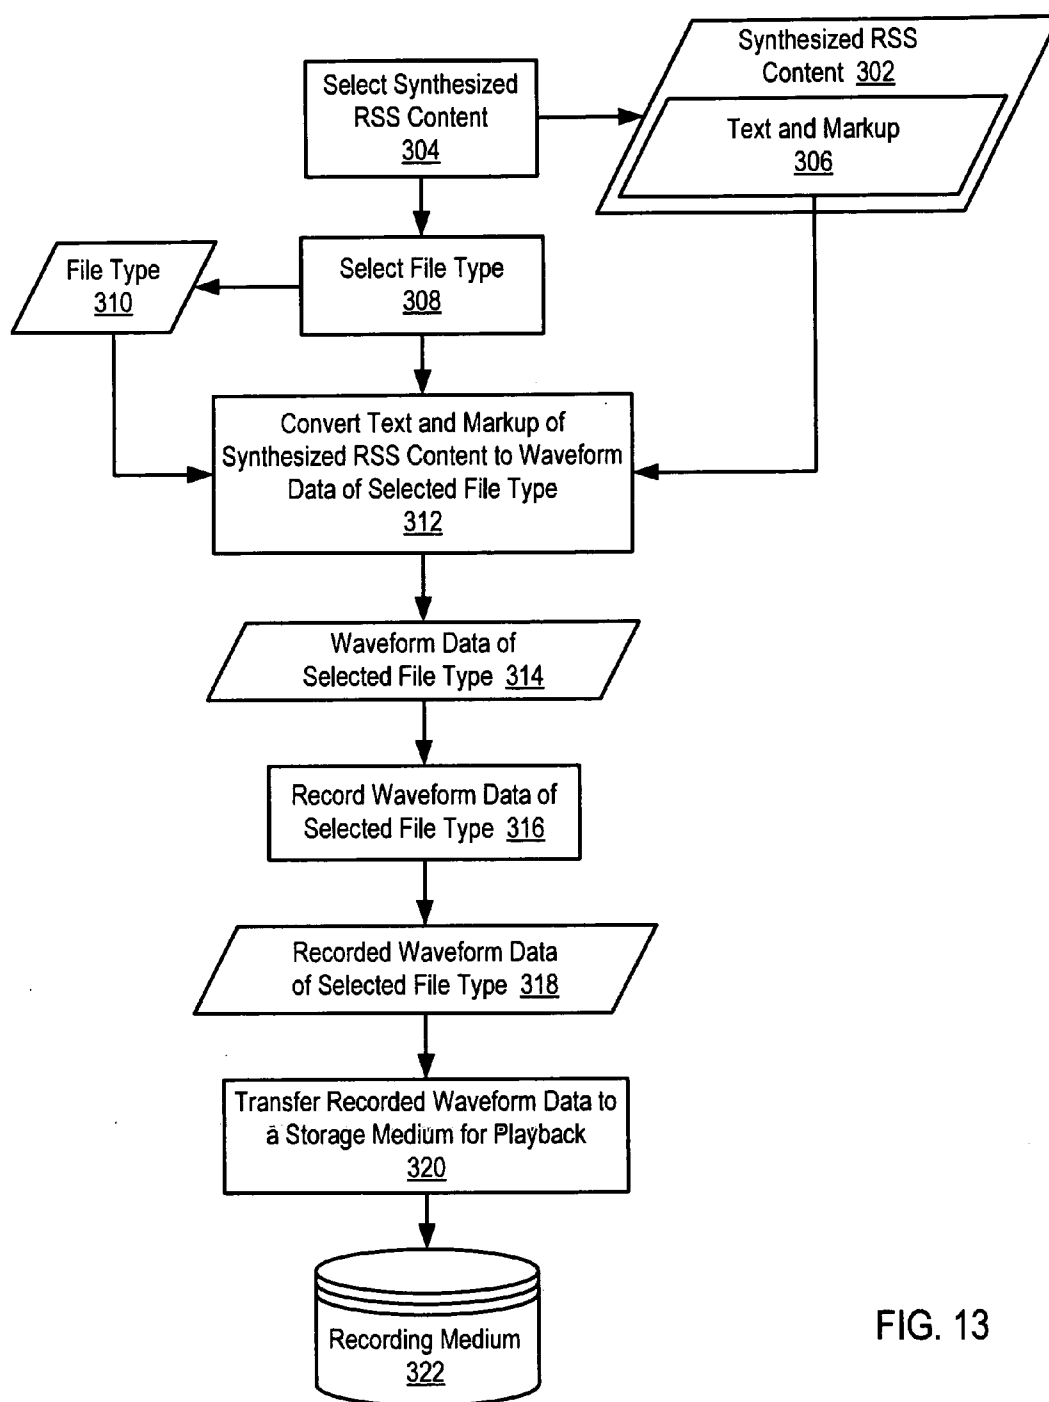 Synthesized RSS
Content 302
Select Synthesized
RSS Content
304
Text and Markup
306
File Type
310
Select File Type
308
Convert Text and Markup of
Synthesized RSS Content to Waveform
Data of Selected File Type
312
Waveform Data of
Selected File Type 314
Record Waveform Data of
Selected File Type 316
Recorded Waveform Data
of Selected File Type 318
Transfer Recorded Waveform Data to
a Storage Medium for Playback
320
Recording Medium
322
FIG. 13